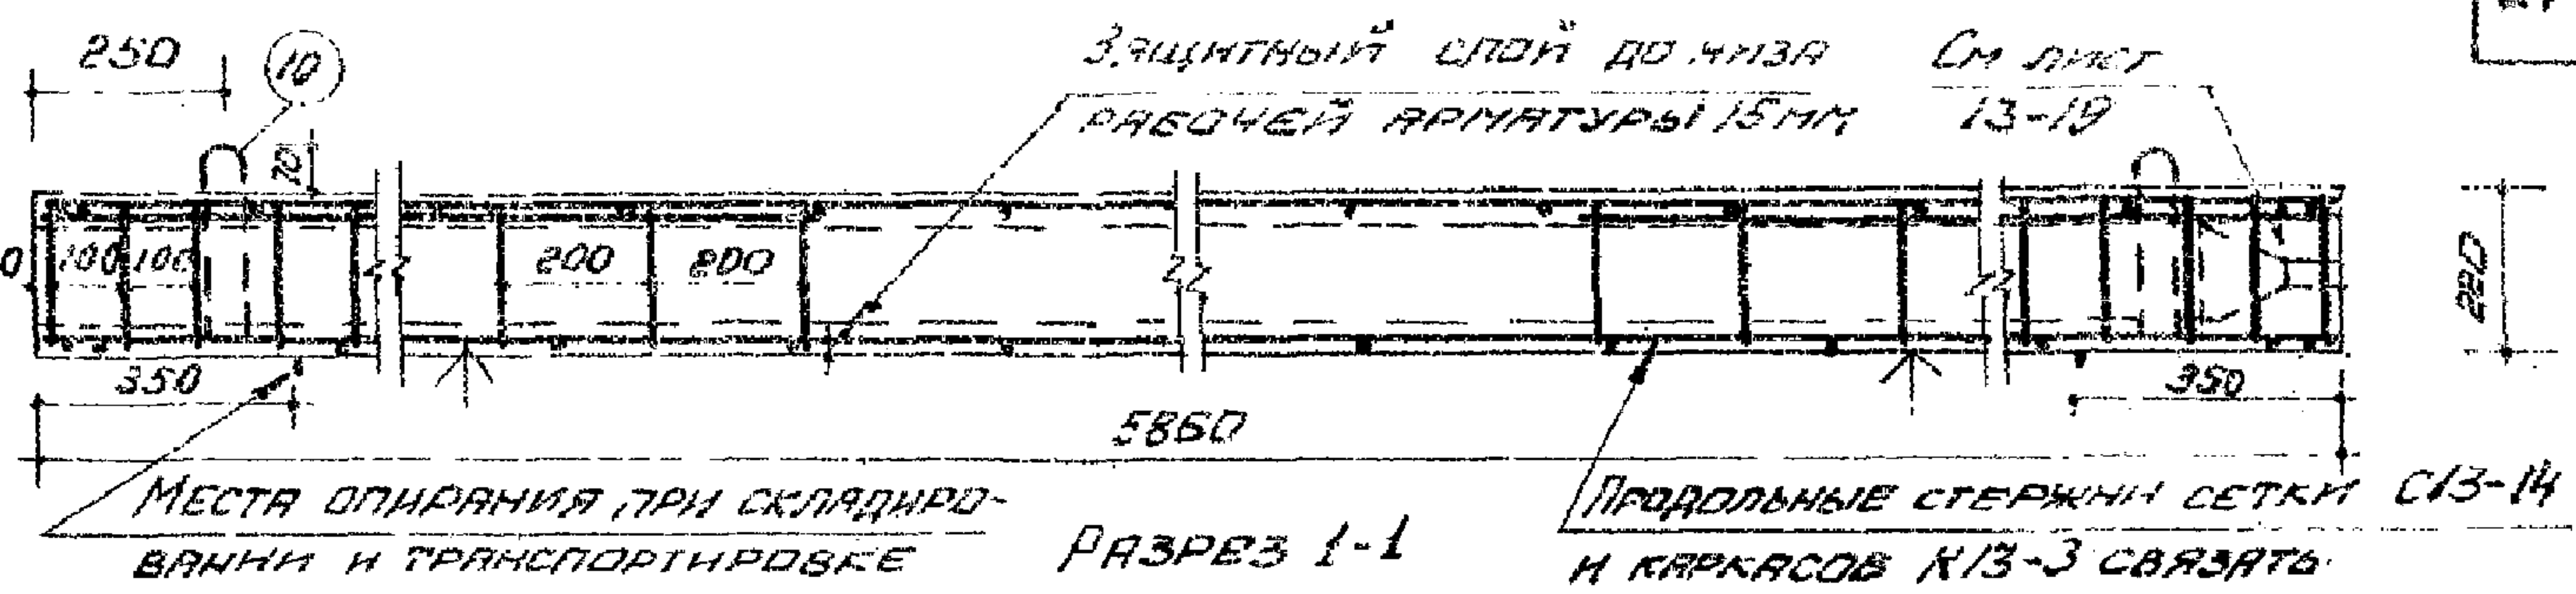 250
10
Защитный слой до низа
рабочей арматуры 15мм
См лист
13-19
70
0
100
100
200
200
220
350
350
5860
Места опирания при складиро-
вании и транспортировке
Разрез 1-1
Продольные стержни сетки С13-14
и каркасов К13-3 связать.